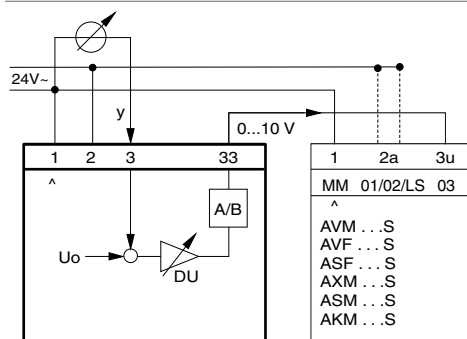 24V~
y
0...10 V
1 2 3 33
^
A/B
Uo
DU
1 2a 3u
MM 01/02/LS 03
^
AVM . . .S
AVF . . .S
ASF . . .S
AXM . . .S
ASM . . .S
AKM . . .S